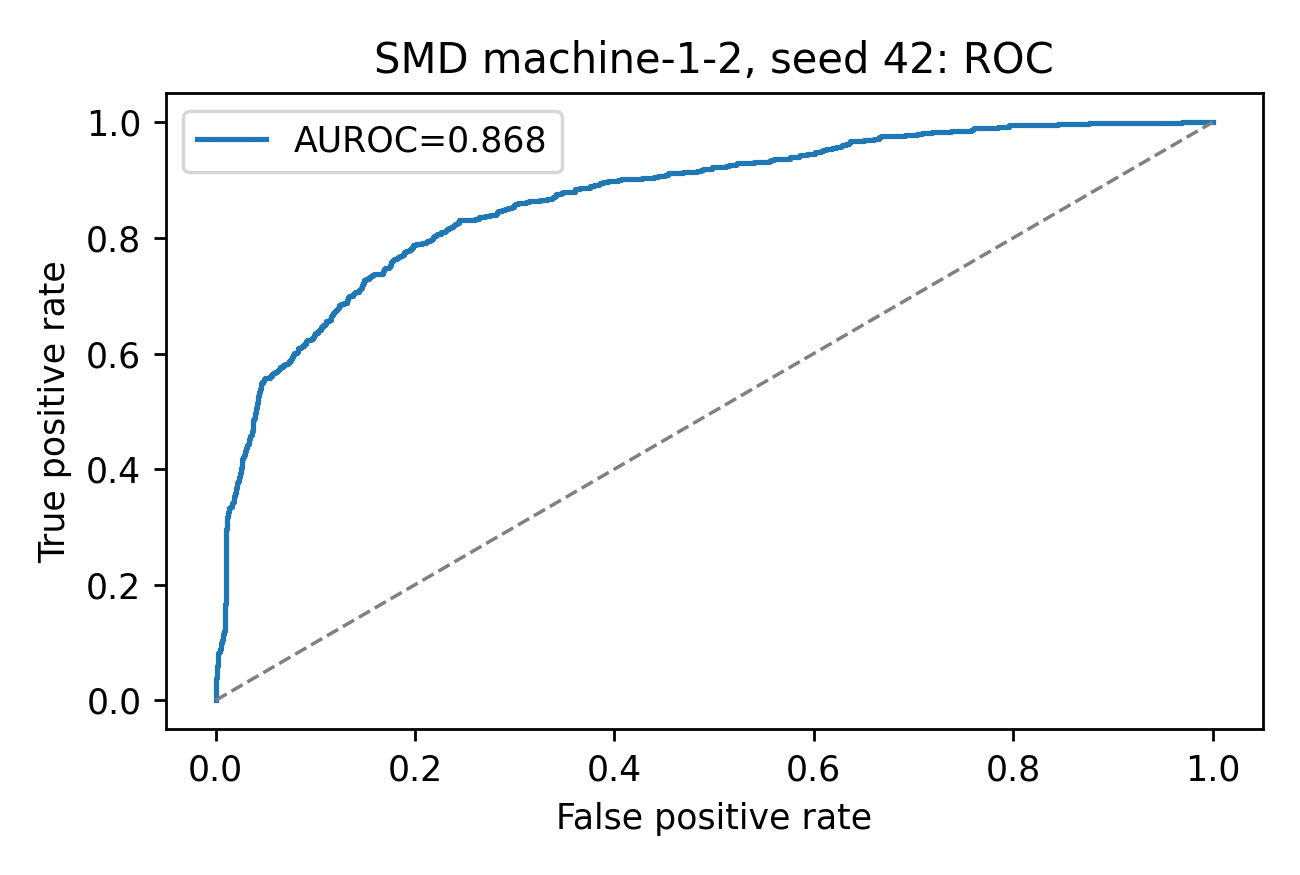 SMD machine-1-2, seed 42: ROC
AUROC=0.868
True positive rate
1.0
0.8
0.6
0.4
0.2
0.0
0.0 0.2 0.4 0.6 0.8 1.0
False positive rate